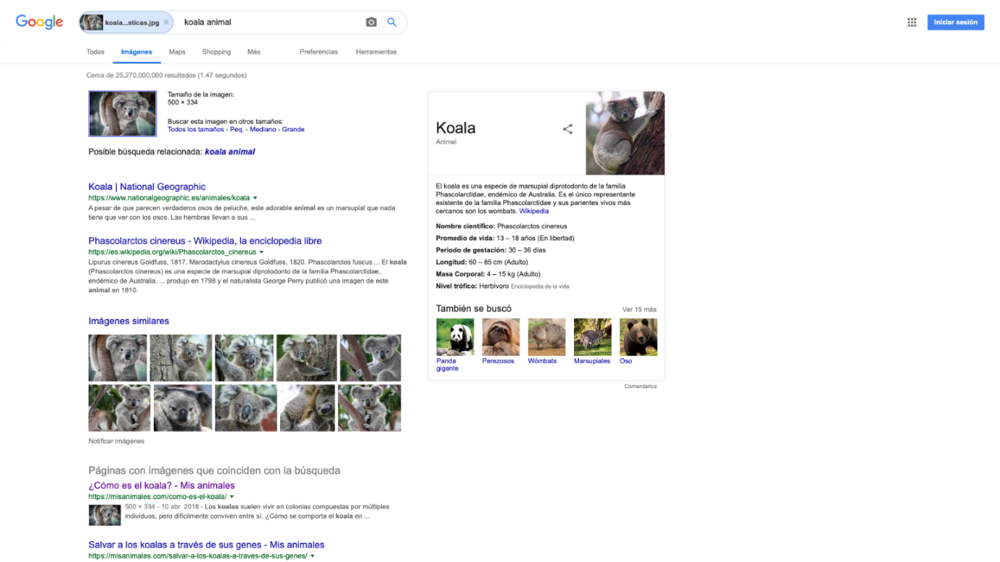 Google
koala...sticas.jpg ×
koala animal
Iniciar sesión
Todos
Imágenes
Maps
Shopping
Más
Preferencias
Herramientas
Cerca de 25,270,000,000 resultados (1.47 segundos)
Tamaño de la imagen:
500 × 334
Buscar esta imagen en otros tamaños:
Todos los tamaños - Peq. - Mediano - Grande
Posible búsqueda relacionada: koala animal
Koala | National Geographic
https://www.nationalgeographic.es/animales/koala
A pesar de que parecen verdaderos osos de peluche, este adorable animal es un marsupial que nada
tiene que ver con los osos. Las hembras llevan a sus ...
Phascolarctos cinereus - Wikipedia, la enciclopedia libre
https://es.wikipedia.org/wiki/Phascolarctos_cinereus
Lipurus cinereus Goldfuss, 1817. Marodactylus cinereus Goldfuss, 1820. Phascolarctos fuscus ... El koala
(Phascolarctos cinereus) es una especie de marsupial diprotodonto de la familia Phascolarctidae,
endémico de Australia. ... produjo en 1798 y el naturalista George Perry publicó una imagen de este
animal en 1810.
Imágenes similares
Notificar imágenes
Páginas con imágenes que coinciden con la búsqueda
¿Cómo es el koala? - Mis animales
https://misanimales.com/como-es-el-koala/
500 × 334 - 10 abr. 2018 - Los koalas suelen vivir en colonias compuestas por múltiples
individuos, pero difícilmente conviven entre sí. ¿Cómo se comporta el koala en ...
Salvar a los koalas a través de sus genes - Mis animales
https://misanimales.com/salvar-a-los-koalas-a-traves-de-sus-genes/
Koala
Animal
El koala es una especie de marsupial diprotodonto de la familia
Phascolarctidae, endémico de Australia. Es el único representante
existente de la familia Phascolarctidae y sus parientes vivos más
cercanos son los wombats. Wikipedia
Nombre científico: Phascolarctos cinereus
Promedio de vida: 13 – 18 años (En libertad)
Periodo de gestación: 30 – 36 días
Longitud: 60 – 85 cm (Adulto)
Masa Corporal: 4 – 15 kg (Adulto)
Nivel trófico: Herbívoro Enciclopedia de la vida
También se buscó
Ver 15 más
Panda
gigante
Perezosos
Wómbats
Marsupiales
Oso
Comentarios